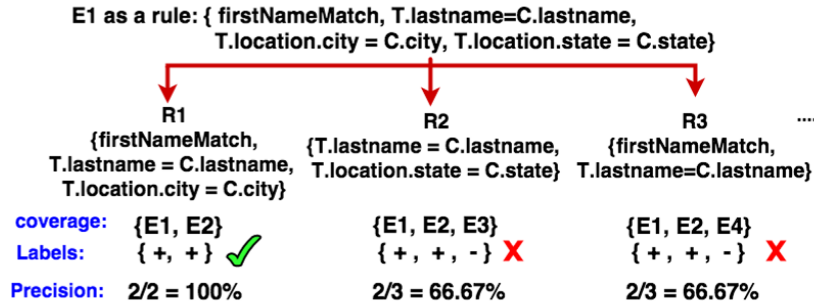 E1 as a rule: { firstNameMatch, T.lastname=C.lastname,
T.location.city = C.city, T.location.state = C.state}
R1
{firstNameMatch,
T.lastname = C.lastname,
T.location.city = C.city}
R2
{T.lastname = C.lastname,
T.location.state = C.state}
R3
{firstNameMatch,
T.lastname=C.lastname}
....
coverage: {E1, E2} {E1, E2, E3} {E1, E2, E4}
Labels: { +, + } { + , + , - } X { + , + , - } X
Precision: 2/2 = 100% 2/3 = 66.67% 2/3 = 66.67%